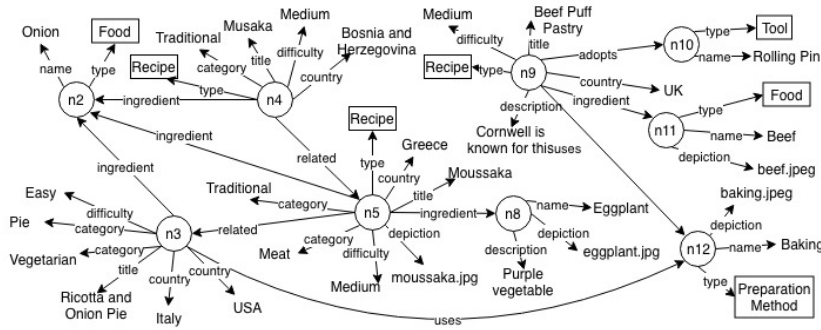 Onion
Food
name
type
n2
Traditional
Musaka
Medium
Bosnia and
Herzegovina
Recipe
category
title
difficulty
country
type
ingredient
n4
ingredient
ingredient
related
Medium
Beef Puff
Pastry
difficulty
title
Recipe
type
n9
adopts
n10
type
Tool
name
Rolling Pin
country
UK
ingredient
description
Cornwell is
known for this
uses
n11
type
Food
name
Beef
depiction
beef.jpeg
Recipe
type
Greece
country
title
Moussaka
Traditional
category
n5
ingredient
n8
name
Eggplant
depiction
eggplant.jpg
description
Purple
vegetable
related
category
Meat
difficulty
Medium
depiction
moussaka.jpg
Easy
difficulty
n3
Pie
category
Vegetarian
category
title
Ricotta and
Onion Pie
country
Italy
country
USA
uses
baking.jpeg
depiction
n12
name
Baking
type
Preparation
Method